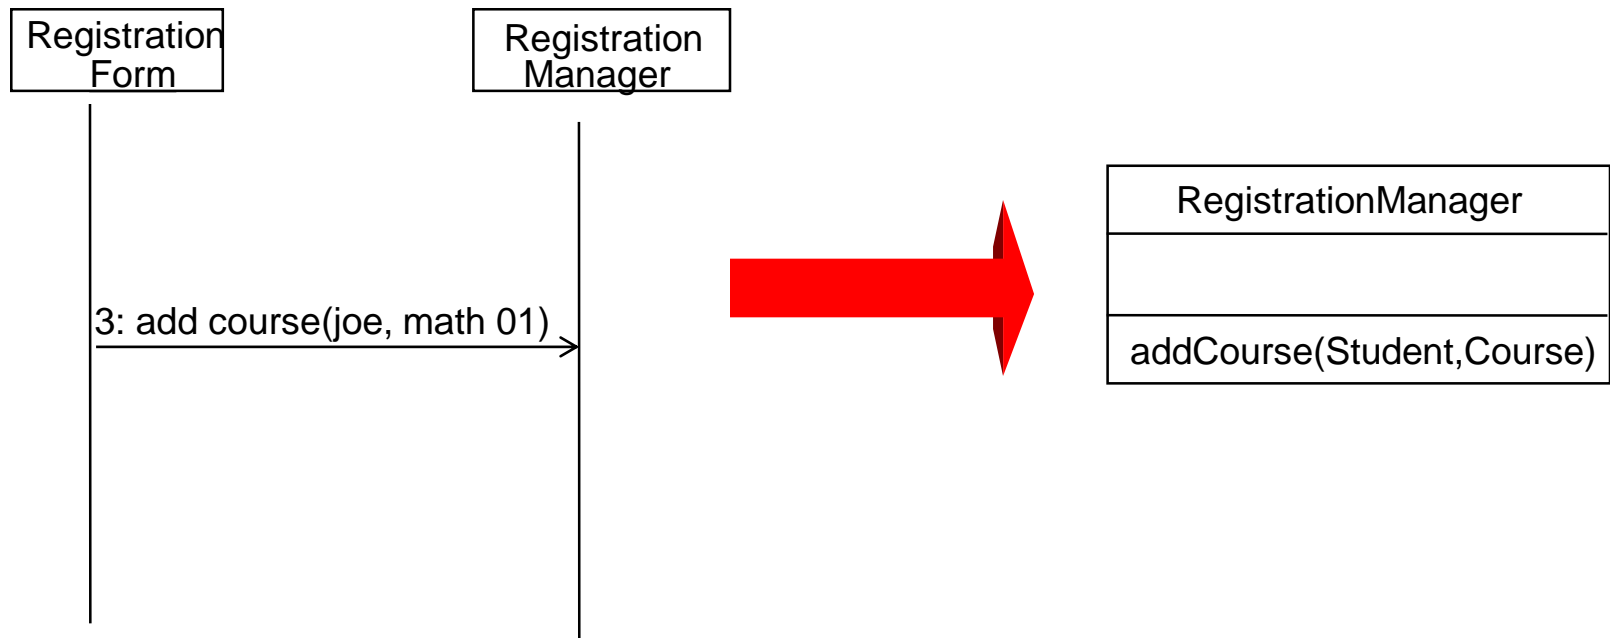 Registration
Form
Registration
Manager
RegistrationManager
3: add course(joe, math 01)
addCourse(Student,Course)